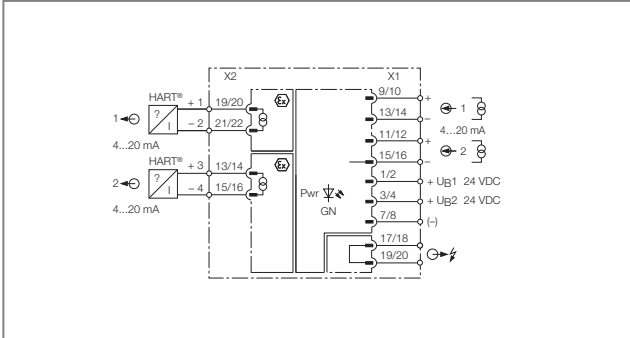 X2 X1
HART®
+ 1 19/20
Ex
9/10 + 1
? I
1
13/14 –
– 2 21/22
4...20 mA
4...20 mA
11/12 + 2
HART®
+ 3 13/14
Ex
15/16 –
? I
2
Pwr
1/2 + UB1 24 VDC
– 4 15/16
GN
3/4 + UB2 24 VDC
4...20 mA
7/8 (–)
17/18
19/20